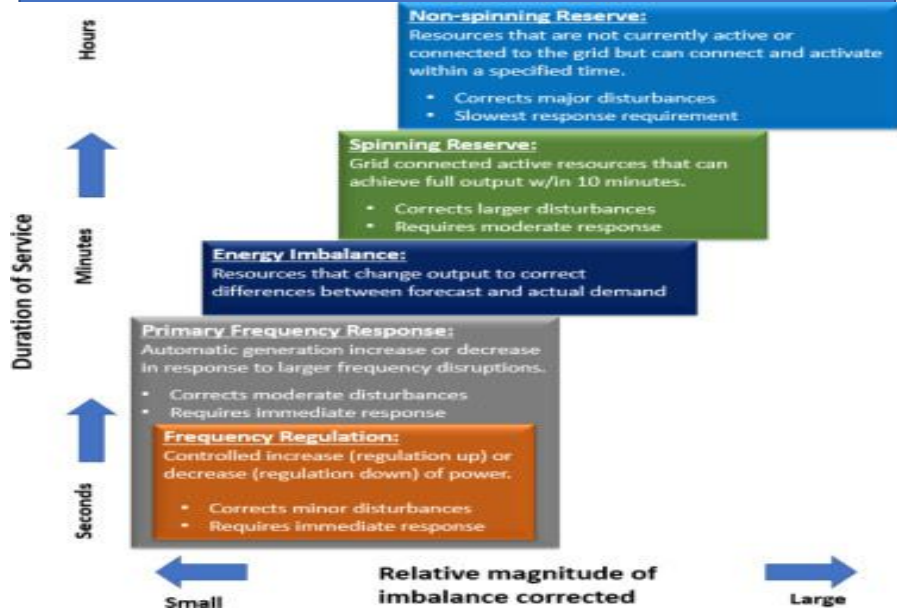 Non-spinning Reserve:
Resources that are not currently active or
connected to the grid but can connect and activate
within a specified time.
• Corrects major disturbances
• Slowest response requirement
Spinning Reserve:
Grid connected active resources that can
achieve full output w/in 10 minutes.
• Corrects larger disturbances
• Requires moderate response
Energy Imbalance:
Resources that change output to correct
differences between forecast and actual demand
Primary Frequency Response:
Automatic generation increase or decrease
in response to larger frequency disruptions.
• Corrects moderate disturbances
• Requires immediate response
Frequency Regulation:
Controlled increase (regulation up) or
decrease (regulation down) of power.
• Corrects minor disturbances
• Requires immediate response
Duration of Service
Hours
Minutes
Seconds
Small
Relative magnitude of
imbalance corrected
Large